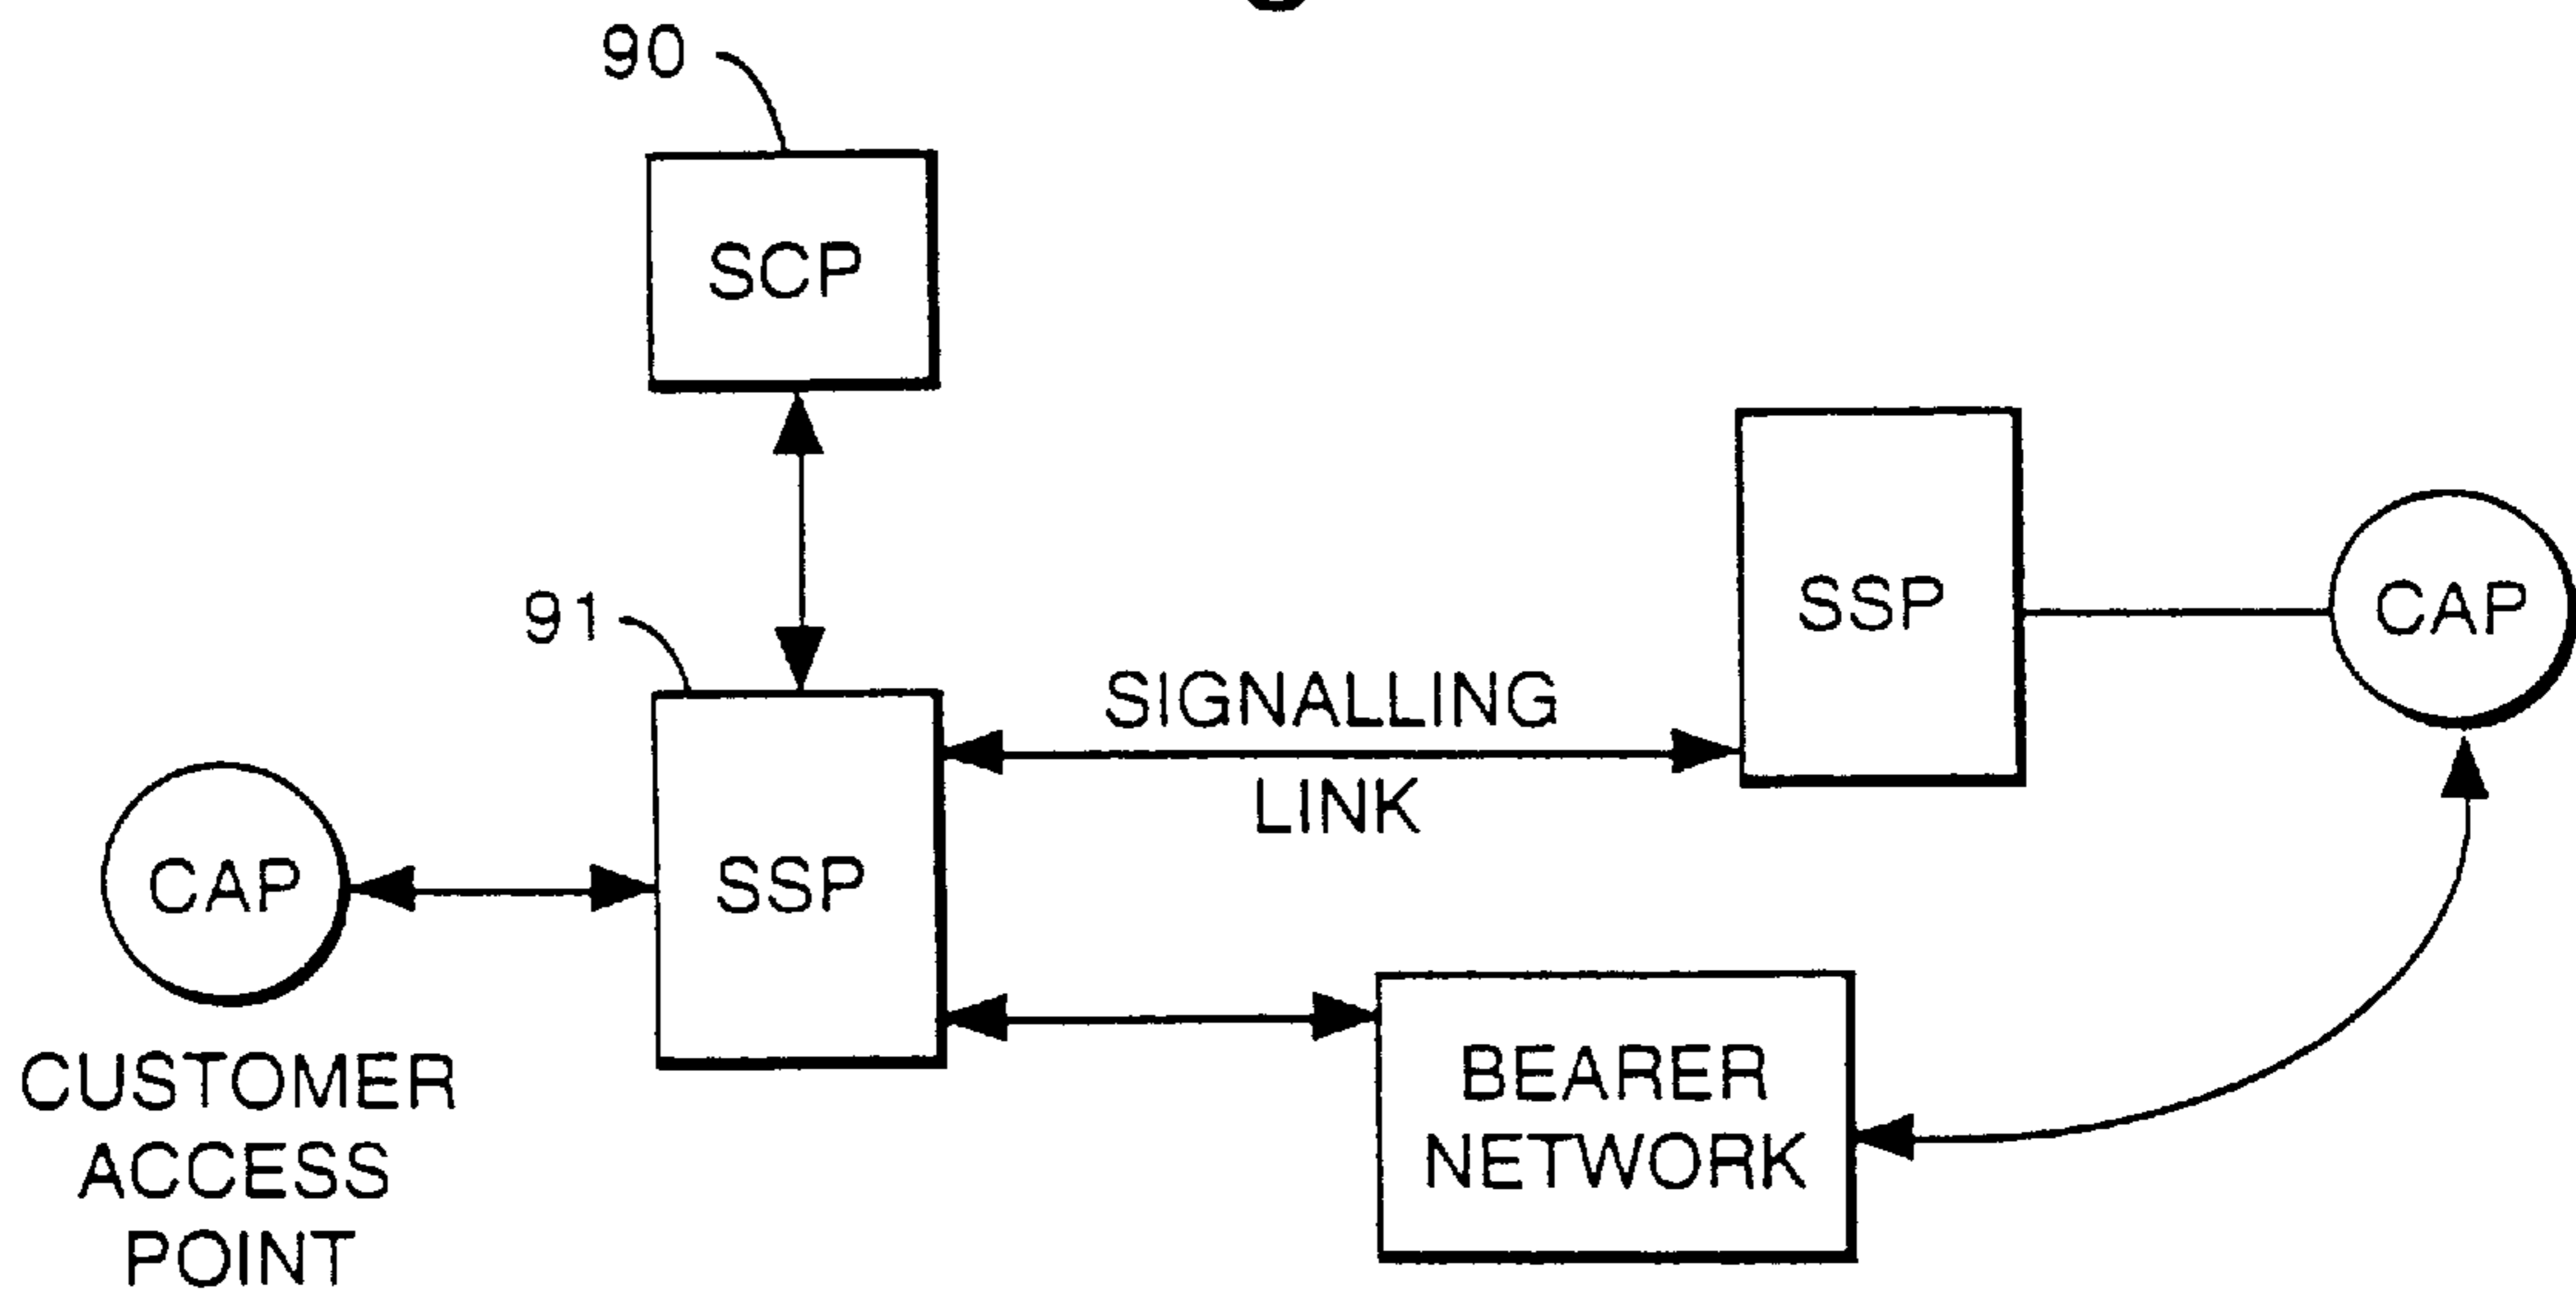 90
SCP
91
SSP
CAP
SIGNALLING
LINK
CAP
SSP
CUSTOMER
ACCESS
POINT
BEARER
NETWORK